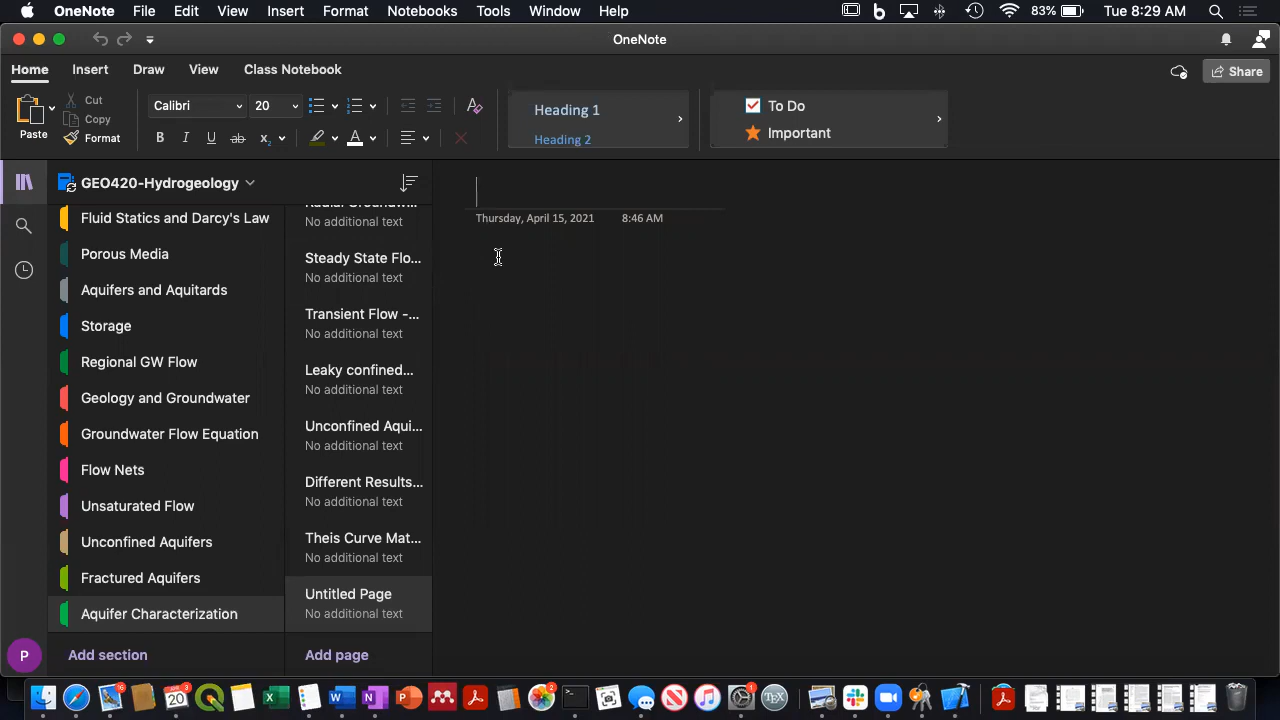 OneNote File Edit View Insert Format Notebooks Tools Window Help 83% Tue 8:29 AM
OneNote
Home Insert Draw View Class Notebook Share
Paste Cut Copy Format
Calibri 20
B I U ab x₂ A
Heading 1
Heading 2
To Do
Important
GEO420-Hydrogeology
Fluid Statics and Darcy's Law
Porous Media
Aquifers and Aquitards
Storage
Regional GW Flow
Geology and Groundwater
Groundwater Flow Equation
Flow Nets
Unsaturated Flow
Unconfined Aquifers
Fractured Aquifers
Aquifer Characterization
Add section
P
No additional text
Steady State Flo...
No additional text
Transient Flow -...
No additional text
Leaky confined...
No additional text
Unconfined Aqui...
No additional text
Different Results...
No additional text
Theis Curve Mat...
No additional text
Untitled Page
No additional text
Add page
Thursday, April 15, 2021 8:46 AM